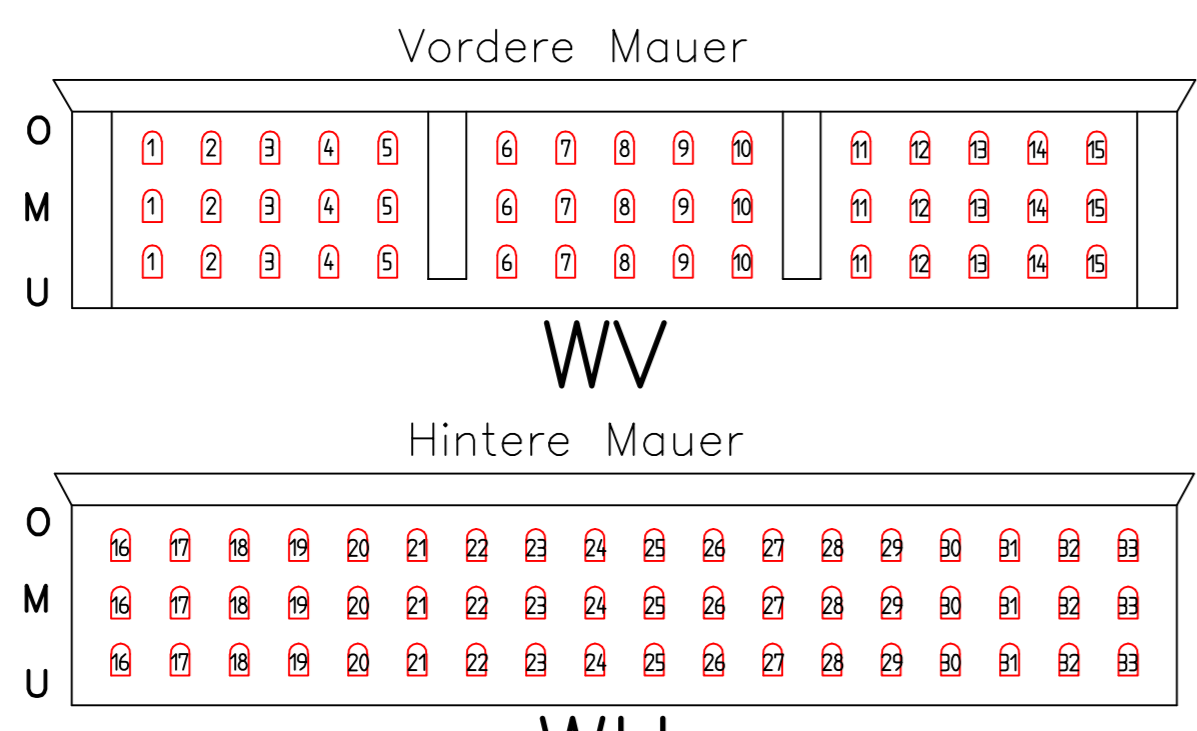 Vordere Mauer
O 1 2 3 4 5 6 7 8 9 10 11 12 13 14 15
M 1 2 3 4 5 6 7 8 9 10 11 12 13 14 15
U 1 2 3 4 5 6 7 8 9 10 11 12 13 14 15
WV
Hintere Mauer
O 16 17 18 19 20 21 22 23 24 25 26 27 28 29 30 31 32 33
M 16 17 18 19 20 21 22 23 24 25 26 27 28 29 30 31 32 33
U 16 17 18 19 20 21 22 23 24 25 26 27 28 29 30 31 32 33